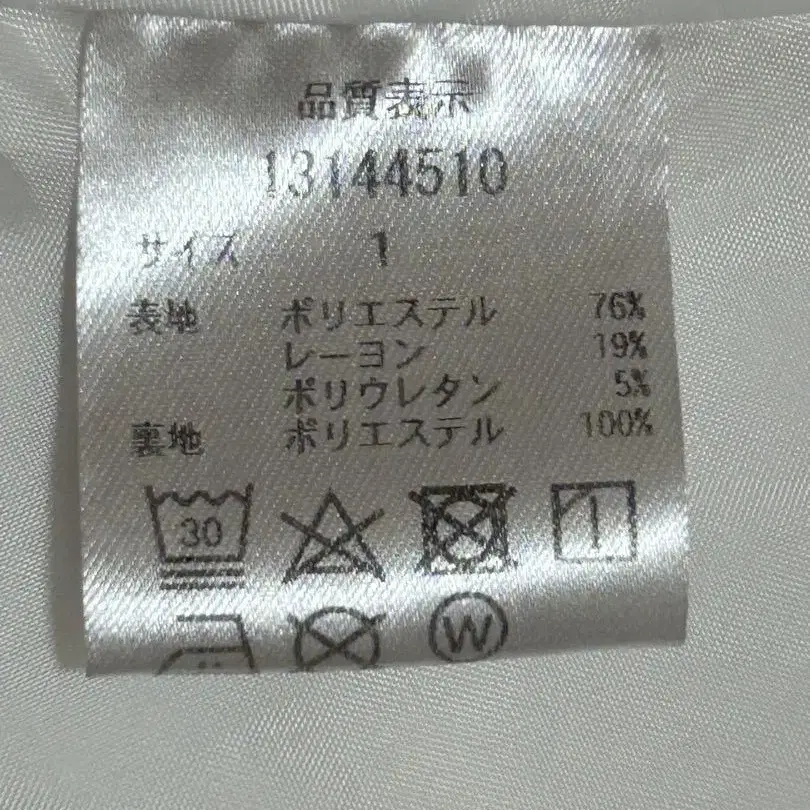 品質表示
13144510
サイズ 1
表地 ポリエステル 76%
レーヨン 19%
ポリウレタン 5%
裏地 ポリエステル 100%
30
W